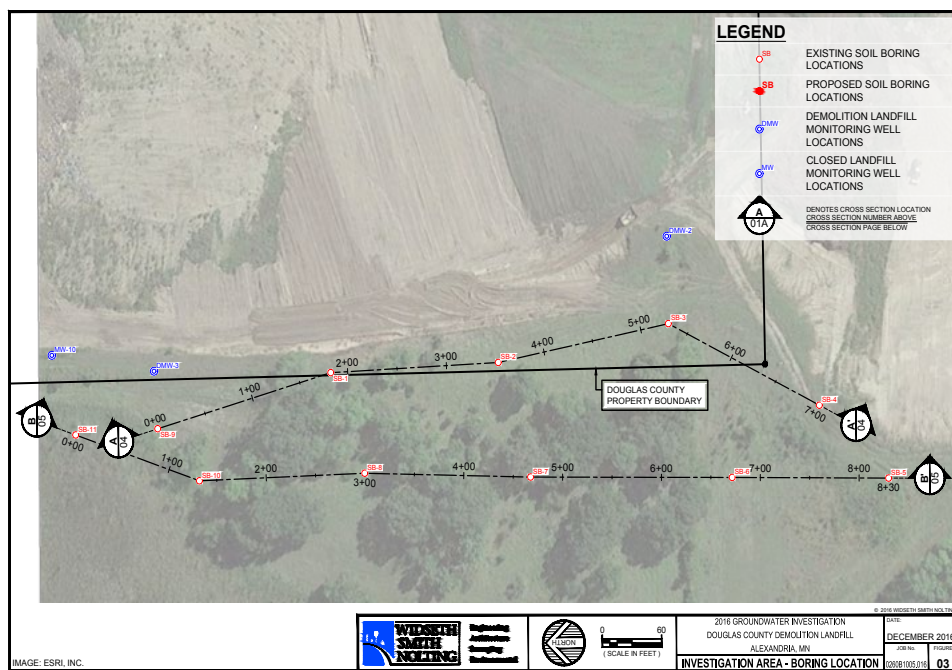 LEGEND
SB
EXISTING SOIL BORING
LOCATIONS
SB
PROPOSED SOIL BORING
LOCATIONS
DMW
DEMOLITION LANDFILL
MONITORING WELL
LOCATIONS
MW
CLOSED LANDFILL
MONITORING WELL
LOCATIONS
A
01A
DENOTES CROSS SECTION LOCATION
CROSS SECTION NUMBER ABOVE
CROSS SECTION PAGE BELOW
DMW-2
SB-3
5+00
4+00
6+00
3+00
SB-2
2+00
SB-1
MW-10
DMW-3
1+00
DOUGLAS COUNTY
PROPERTY BOUNDARY
SB-4
7+00
A'
04
B
05
0+00
SB-11
A
04
0+00
SB-9
1+00
SB-10
2+00
SB-8
3+00
4+00
SB-7
5+00
6+00
SB-6
7+00
8+00
SB-5
8+30
B'
05
© 2016 WIDSETH SMITH NOLTIN
IMAGE: ESRI, INC.
WIDSETH
SMITH
NOLTING
Engineering
Architecture
Surveying
Environmental
NORTH
0 60
( SCALE IN FEET )
2016 GROUNDWATER INVESTIGATION
DOUGLAS COUNTY DEMOLITION LANDFILL
ALEXANDRIA, MN
INVESTIGATION AREA - BORING LOCATION
DATE:
DECEMBER 2016
JOB No.
FIGURE
0260B1005.016
03